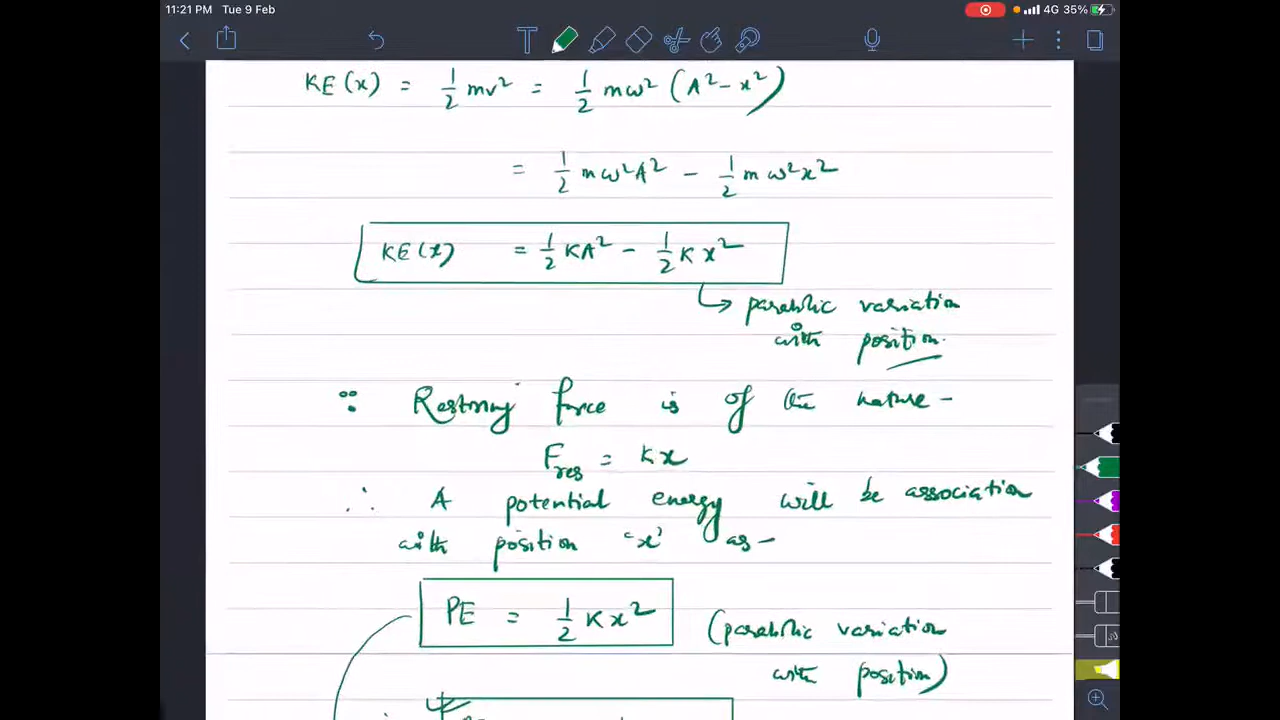 11:21 PM Tue 9 Feb
4G 35%
KE(x) = 1/2 mv² = 1/2 mω² (A² - x²)
= 1/2 mω²A² - 1/2 mω²x²
KE(x) = 1/2 KA² - 1/2 Kx²
→ parabolic variation
with position.
∵ Restoring force is of the nature -
Fres = Kx
∴ A potential energy will be association
with position 'x' as -
PE = 1/2 Kx² (parabolic variation
with position)